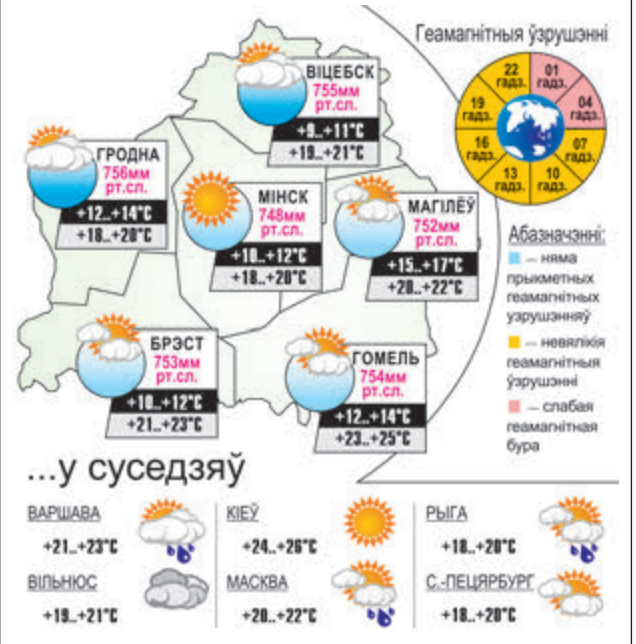 Геамагнітныя ўзрушэнні
22 гадз.
01 гадз.
04 гадз.
07 гадз.
10 гадз.
13 гадз.
16 гадз.
19 гадз.
ВІЦЕБСК
755мм
рт.сл.
+9..+11°C
+19..+21°C
ГРОДНА
756мм
рт.сл.
+12..+14°C
+18..+20°C
МІНСК
748мм
рт.сл.
+10..+12°C
+18..+20°C
МАГІЛЁЎ
752мм
рт.сл.
+15..+17°C
+20..+22°C
БРЭСТ
753мм
рт.сл.
+10..+12°C
+21..+23°C
ГОМЕЛЬ
754мм
рт.сл.
+12..+14°C
+23..+25°C
Абазначэнні:
– няма
прыкметных
геамагнітных
узрушэнняў
– невялікія
геамагнітныя
ўзрушэнні
– слабая
геамагнітная
бура
...у суседзяў
ВАРШАВА
+21..+23°C
КІЕЎ
+24..+26°C
РЫГА
+18..+20°C
ВІЛЬНЮС
+19..+21°C
МАСКВА
+20..+22°C
С.-ПЕЦЯРБУРГ
+18..+20°C